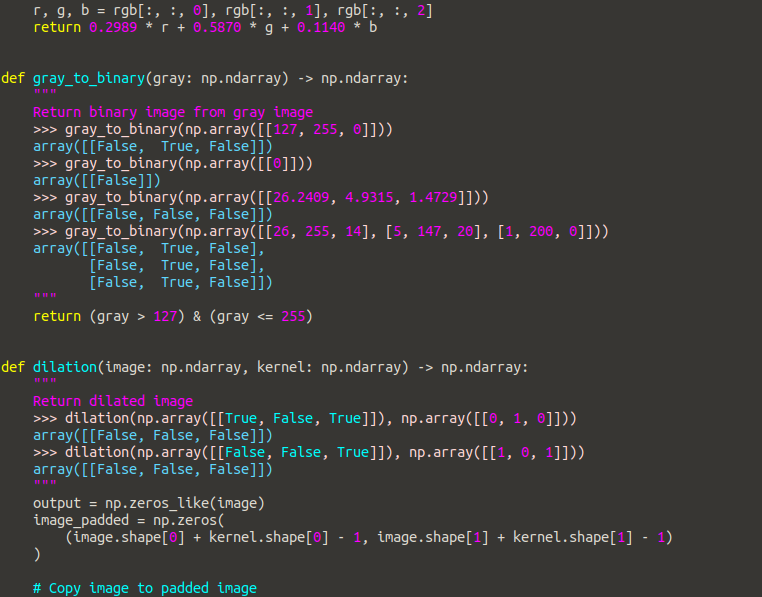 r, g, b = rgb[:, :, 0], rgb[:, :, 1], rgb[:, :, 2]
    return 0.2989 * r + 0.5870 * g + 0.1140 * b


def gray_to_binary(gray: np.ndarray) -> np.ndarray:
    """
    Return binary image from gray image
    >>> gray_to_binary(np.array([[127, 255, 0]]))
    array([[False,  True, False]])
    >>> gray_to_binary(np.array([[0]]))
    array([[False]])
    >>> gray_to_binary(np.array([[26.2409, 4.9315, 1.4729]]))
    array([[False, False, False]])
    >>> gray_to_binary(np.array([[26, 255, 14], [5, 147, 20], [1, 200, 0]]))
    array([[False,  True, False],
           [False,  True, False],
           [False,  True, False]])
    """
    return (gray > 127) & (gray <= 255)


def dilation(image: np.ndarray, kernel: np.ndarray) -> np.ndarray:
    """
    Return dilated image
    >>> dilation(np.array([[True, False, True]]), np.array([[0, 1, 0]]))
    array([[False, False, False]])
    >>> dilation(np.array([[False, False, True]]), np.array([[1, 0, 1]]))
    array([[False, False, False]])
    """
    output = np.zeros_like(image)
    image_padded = np.zeros(
        (image.shape[0] + kernel.shape[0] - 1, image.shape[1] + kernel.shape[1] - 1)
    )

    # Copy image to padded image